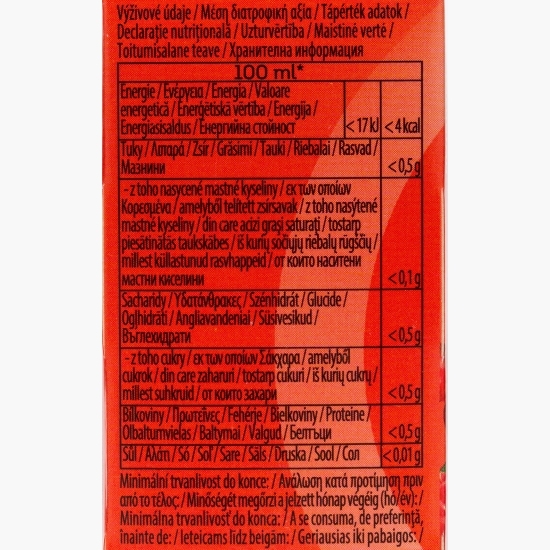 Výživové údaje / Μέση διατροφική αξία / Tápérték adatok /
Declarație nutrițională / Uzturvērtība / Maistinė vertė /
Toitumisalane teave / Хранителна информация
100 ml*
Energie / Ενέργεια / Energia / Valoare
energetică / Enerģētiskā vērtība / Energija /
Energiasisaldus / Енергийна стойност <17 kJ <4 kcal
Tuky / Λιπαρά / Zsír / Grăsimi / Tauki / Riebalai / Rasvad /
Мазнини <0,5 g
- z toho nasycené mastné kyseliny / εκ των οποίων
Κορεσμένα / amelyből telített zsírsavak / z toho nasýtené
mastné kyseliny / din care acizi grași saturați / tostarp
piesātinātās taukskābes / iš kurių sočiųjų riebalų rūgščių /
millest küllastunud rasvhappeid / от които наситени
мастни киселини <0,1 g
Sacharidy / Υδατάνθρακες / Szénhidrát / Glucide /
Ogļhidrāti / Angliavandeniai / Süsivesikud /
Въглехидрати <0,5 g
- z toho cukry / εκ των οποίων Σάκχαρα / amelyből
cukrok / din care zaharuri / tostarp cukuri / iš kurių cukrų /
millest suhkruid / от които захари <0,5 g
Bílkoviny / Πρωτεΐνες / Fehérje / Bielkoviny / Proteine /
Olbaltumvielas / Baltymai / Valgud / Белтъци <0,5 g
Sůl / Αλάτι / Só / Soľ / Sare / Sāls / Druska / Sool / Сол <0,01 g
Minimální trvanlivost do konce: / Ανάλωση κατά προτίμηση πριν
από το τέλος: / Minőségét megőrzi a jelzett hónap végéig (hó/év): /
Minimálna trvanlivosť do konca: / A se consuma, de preferință,
înainte de: / Ieteicams līdz beigām: / Geriausias iki pabaigos: /